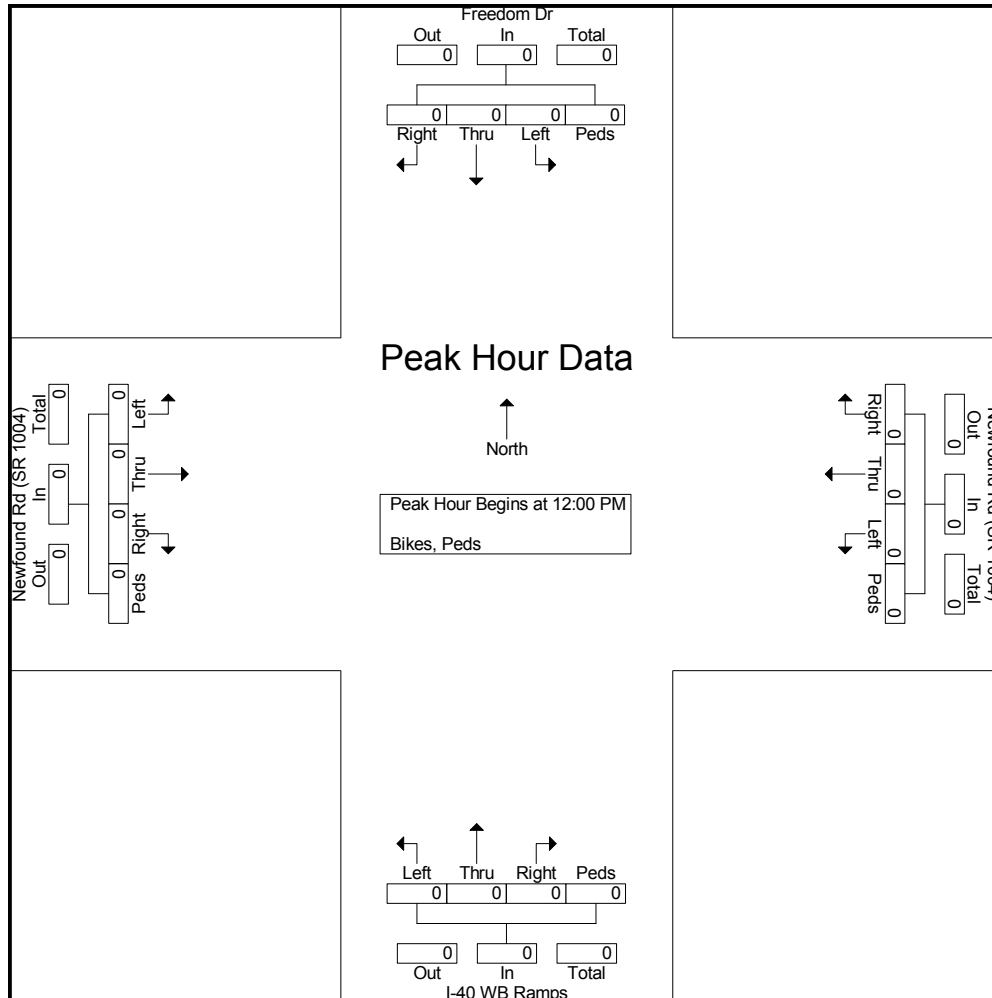 Freedom Dr
Out In Total
0 0 0
0 0 0 0
Right Thru Left Peds
Peak Hour Data
North
Peak Hour Begins at 12:00 PM
Bikes, Peds
Newfound Rd (SR 1004)
Total In Out
0 0 0
0 0 0 0
Left Thru Right Peds
Right Thru Left Peds
0 0 0 0
Out In Total
0 0 0
Newfound Rd (SR 1004)
Left Thru Right Peds
0 0 0 0
0 0 0
Out In Total
I-40 WB Ramps